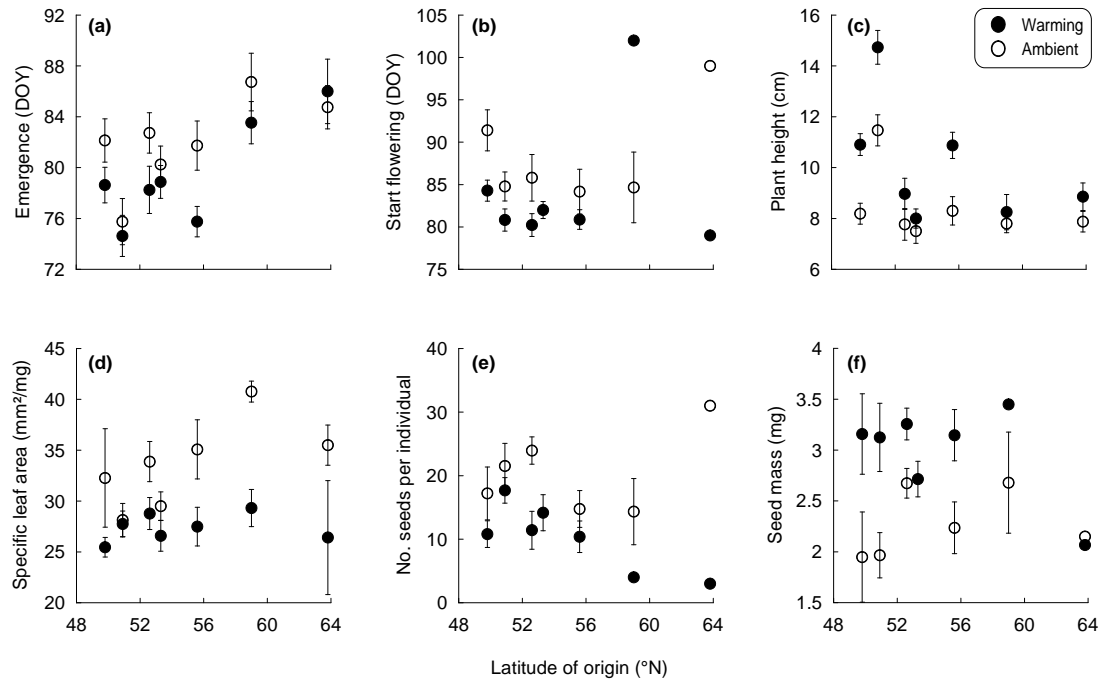 (a)
Emergence (DOY)
92
88
84
80
76
72
(b)
Start flowering (DOY)
105
100
95
90
85
80
75
(c)
Plant height (cm)
16
14
12
10
8
6
Warming
Ambient
(d)
Specific leaf area (mm²/mg)
45
40
35
30
25
20
48 52 56 60 64
(e)
No. seeds per individual
40
30
20
10
0
48 52 56 60 64
(f)
Seed mass (mg)
4
3.5
3
2.5
2
1.5
48 52 56 60 64
Latitude of origin (°N)